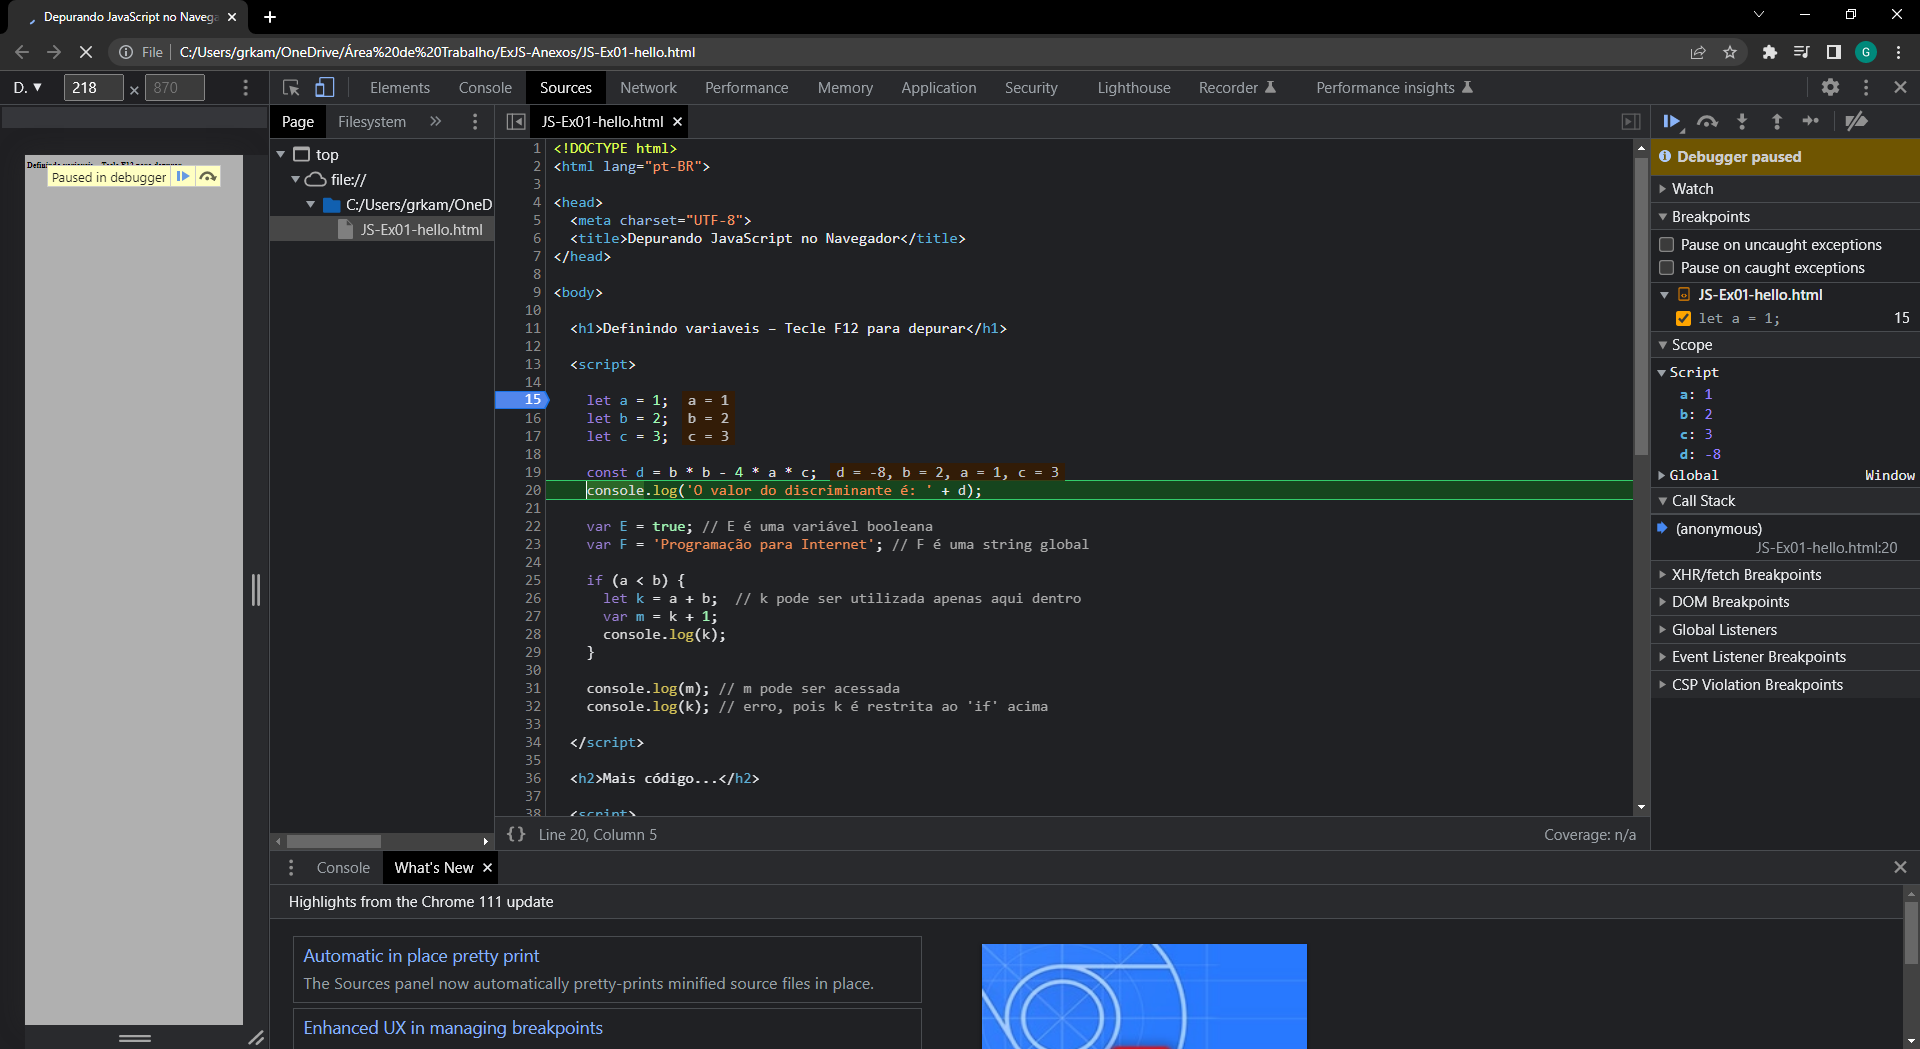 Depurando JavaScript no Navega
File
C:/Users/grkam/OneDrive/Área%20de%20Trabalho/ExJS-Anexos/JS-Ex01-hello.html
G
D. ▼ 218 × 870
Elements Console Sources Network Performance Memory Application Security Lighthouse Recorder Performance insights
Page Filesystem »
JS-Ex01-hello.html ×
top
file://
C:/Users/grkam/OneD
JS-Ex01-hello.html
Definindo variaveis – Tecle F12 para depurar
Paused in debugger
1 <!DOCTYPE html>
2 <html lang="pt-BR">
3
4 <head>
5 <meta charset="UTF-8">
6 <title>Depurando JavaScript no Navegador</title>
7 </head>
8
9 <body>
10
11 <h1>Definindo variaveis – Tecle F12 para depurar</h1>
12
13 <script>
14
15 let a = 1; a = 1
16 let b = 2; b = 2
17 let c = 3; c = 3
18
19 const d = b * b - 4 * a * c; d = -8, b = 2, a = 1, c = 3
20 console.log('O valor do discriminante é: ' + d);
21
22 var E = true; // E é uma variável booleana
23 var F = 'Programação para Internet'; // F é uma string global
24
25 if (a < b) {
26 let k = a + b; // k pode ser utilizada apenas aqui dentro
27 var m = k + 1;
28 console.log(k);
29 }
30
31 console.log(m); // m pode ser acessada
32 console.log(k); // erro, pois k é restrita ao 'if' acima
33
34 </script>
35
36 <h2>Mais código...</h2>
37
38 <script>
{} Line 20, Column 5
Coverage: n/a
Debugger paused
Watch
Breakpoints
Pause on uncaught exceptions
Pause on caught exceptions
JS-Ex01-hello.html
let a = 1; 15
Scope
Script
a: 1
b: 2
c: 3
d: -8
Global Window
Call Stack
(anonymous)
JS-Ex01-hello.html:20
XHR/fetch Breakpoints
DOM Breakpoints
Global Listeners
Event Listener Breakpoints
CSP Violation Breakpoints
Console What's New ×
Highlights from the Chrome 111 update
Automatic in place pretty print
The Sources panel now automatically pretty-prints minified source files in place.
Enhanced UX in managing breakpoints